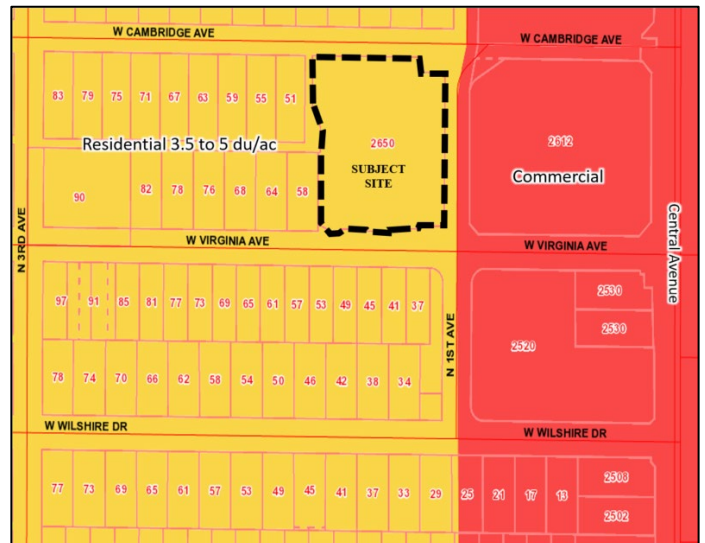 W CAMBRIDGE AVE
W CAMBRIDGE AVE
83 79 75 71 67 63 59 55 51
2650
2612
Residential 3.5 to 5 du/ac
SUBJECT
SITE
Commercial
90 82 78 76 68 64 58
N 3RD AVE
Central Avenue
W VIRGINIA AVE
W VIRGINIA AVE
97 91 85 81 77 73 69 65 61 57 53 49 45 41 37
2530
2530
2520
N 1ST AVE
78 74 70 66 62 58 54 50 46 42 38 34
W WILSHIRE DR
W WILSHIRE DR
77 73 69 65 61 57 53 49 45 41 37 33 29 25 21 17 13
2508
2502